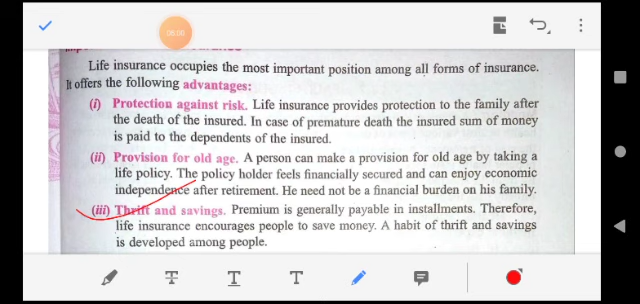 08:00
Life insurance occupies the most important position among all forms of insurance.
It offers the following advantages:
(i) Protection against risk. Life insurance provides protection to the family after
the death of the insured. In case of premature death the insured sum of money
is paid to the dependents of the insured.
(ii) Provision for old age. A person can make a provision for old age by taking a
life policy. The policy holder feels financially secured and can enjoy economic
independence after retirement. He need not be a financial burden on his family.
(iii) Thrift and savings. Premium is generally payable in installments. Therefore,
life insurance encourages people to save money. A habit of thrift and savings
is developed among people.
T T T